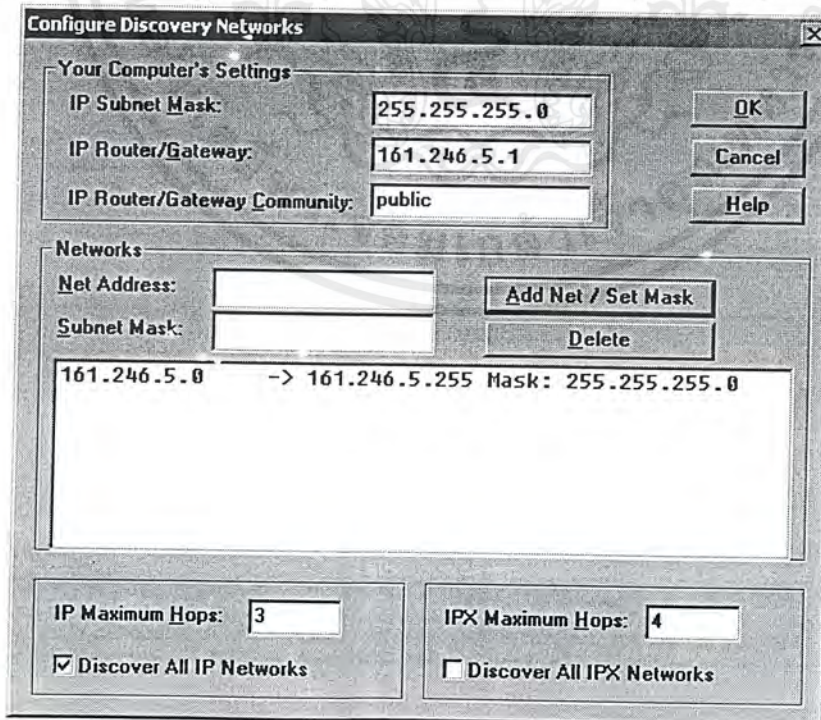 Configure Discovery Networks
Your Computer's Settings
IP Subnet Mask: 255.255.255.0
OK
IP Router/Gateway: 161.246.5.1
Cancel
IP Router/Gateway Community: public
Help
Networks
Net Address:
Add Net / Set Mask
Subnet Mask:
Delete
161.246.5.0 -> 161.246.5.255 Mask: 255.255.255.0
IP Maximum Hops: 3
IPX Maximum Hops: 4
Discover All IP Networks
Discover All IPX Networks